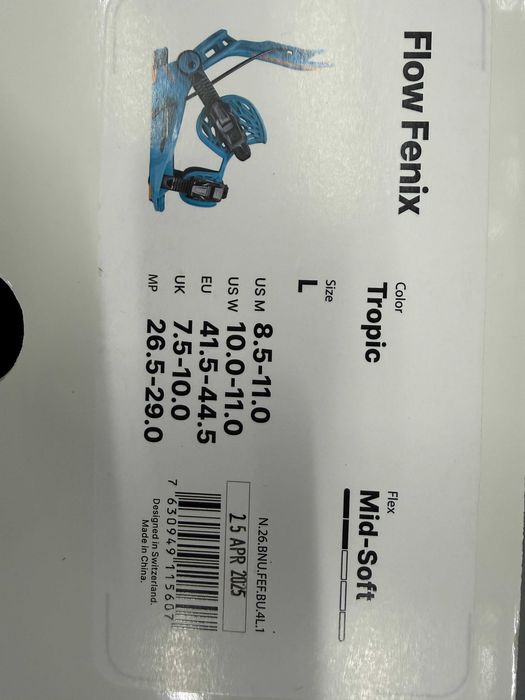 Flow Fenix
Color
Tropic
Flex
Mid-Soft
Size
L
US M 8.5-11.0
US W 10.0-11.0
EU 41.5-44.5
UK 7.5-10.0
MP 26.5-29.0
N.26.BNU.FEF.BU.4L.1
25 APR 2025
7 630949 115607
Designed in Switzerland.
Made in China.